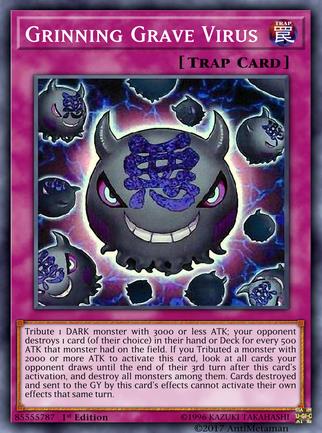 Grinning Grave Virus
TRAP
罠
[Trap Card]
Tribute 1 DARK monster with 3000 or less ATK; your opponent
destroys 1 card (of their choice) in their hand or Deck for every 500
ATK that monster had on the field. If you Tributed a monster with
2000 or more ATK to activate this card, look at all cards your
opponent draws until the end of their 3rd turn after this card's
activation, and destroy all monsters among them. Cards destroyed
and sent to the GY by this card's effects cannot activate their own
effects that same turn.
85555787 1st Edition ©1996 KAZUKI TAKAHASHI
©2017 AntiMetaman